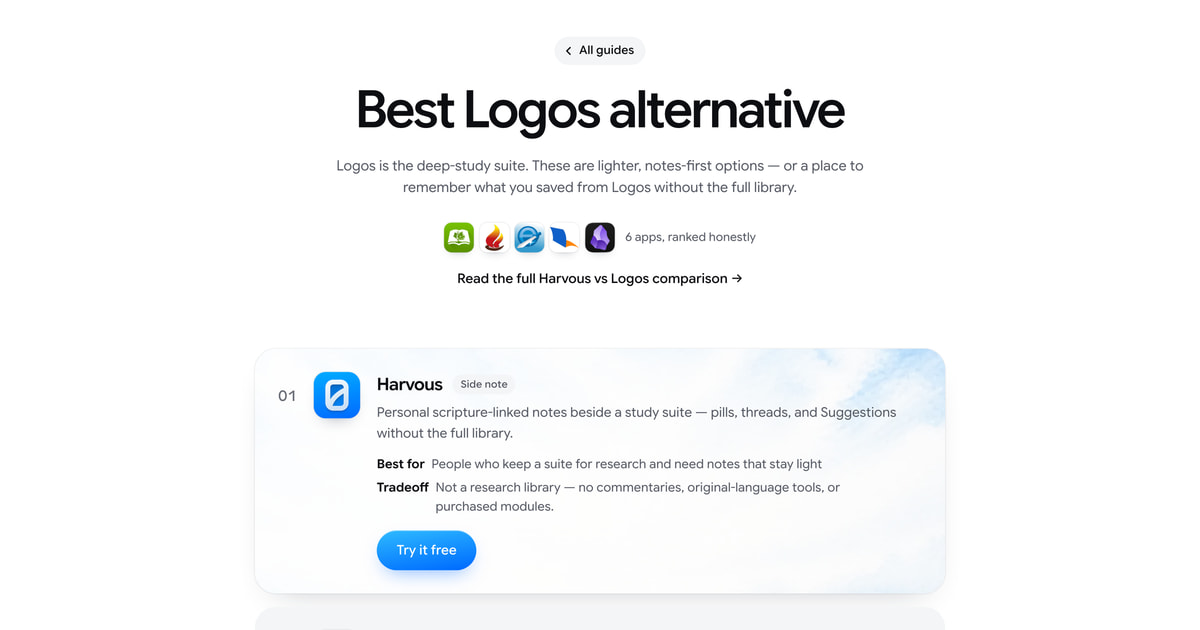 All guides
Best Logos alternative
Logos is the deep-study suite. These are lighter, notes-first options — or a place to
remember what you saved from Logos without the full library.
6 apps, ranked honestly
Read the full Harvous vs Logos comparison →
01
Harvous Side note
Personal scripture-linked notes beside a study suite — pills, threads, and Suggestions
without the full library.
Best for People who keep a suite for research and need notes that stay light
Tradeoff Not a research library — no commentaries, original-language tools, or
purchased modules.
Try it free